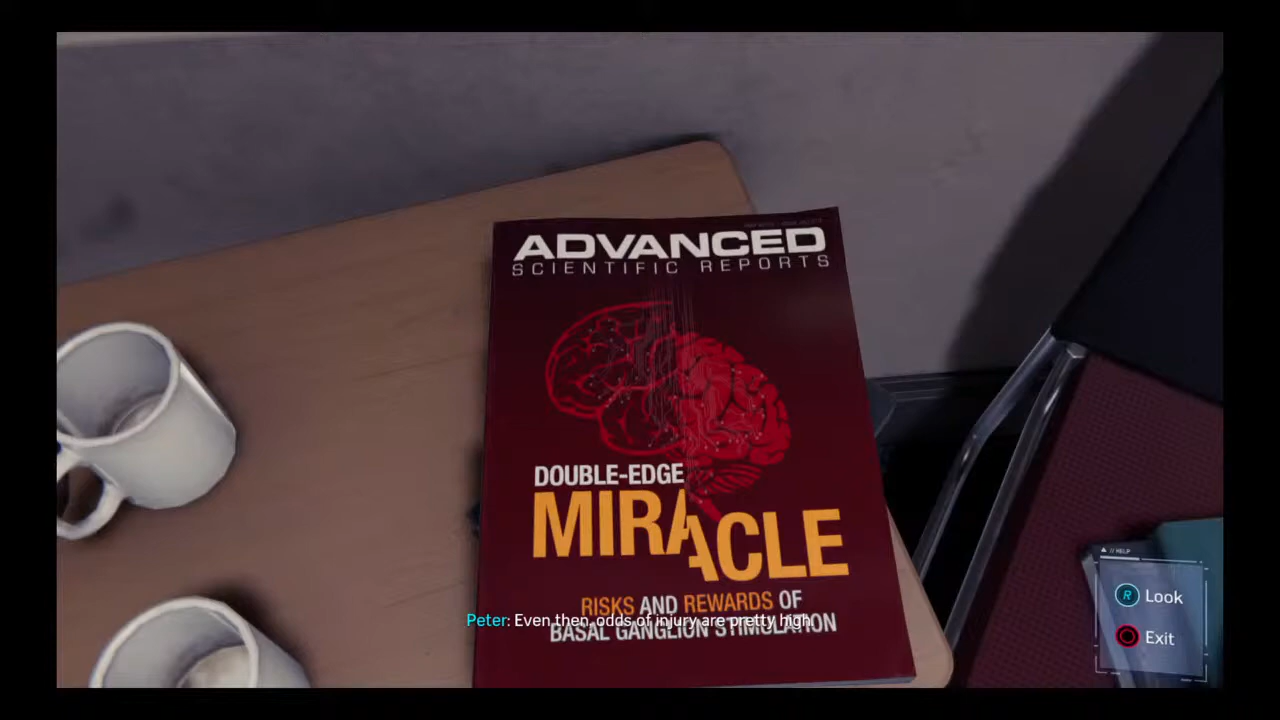 ADVANCED
SCIENTIFIC REPORTS
DOUBLE-EDGE
MIRACLE
RISKS AND REWARDS OF
BASAL GANGLION STIMULATION
Peter: Even then, odds of injury are pretty high.
// HELP
R Look
Exit